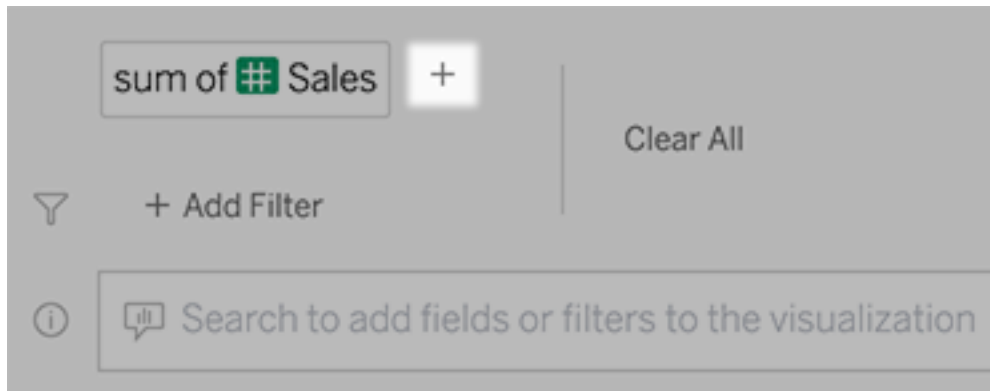 sum of # Sales +
Clear All
+ Add Filter
Search to add fields or filters to the visualization